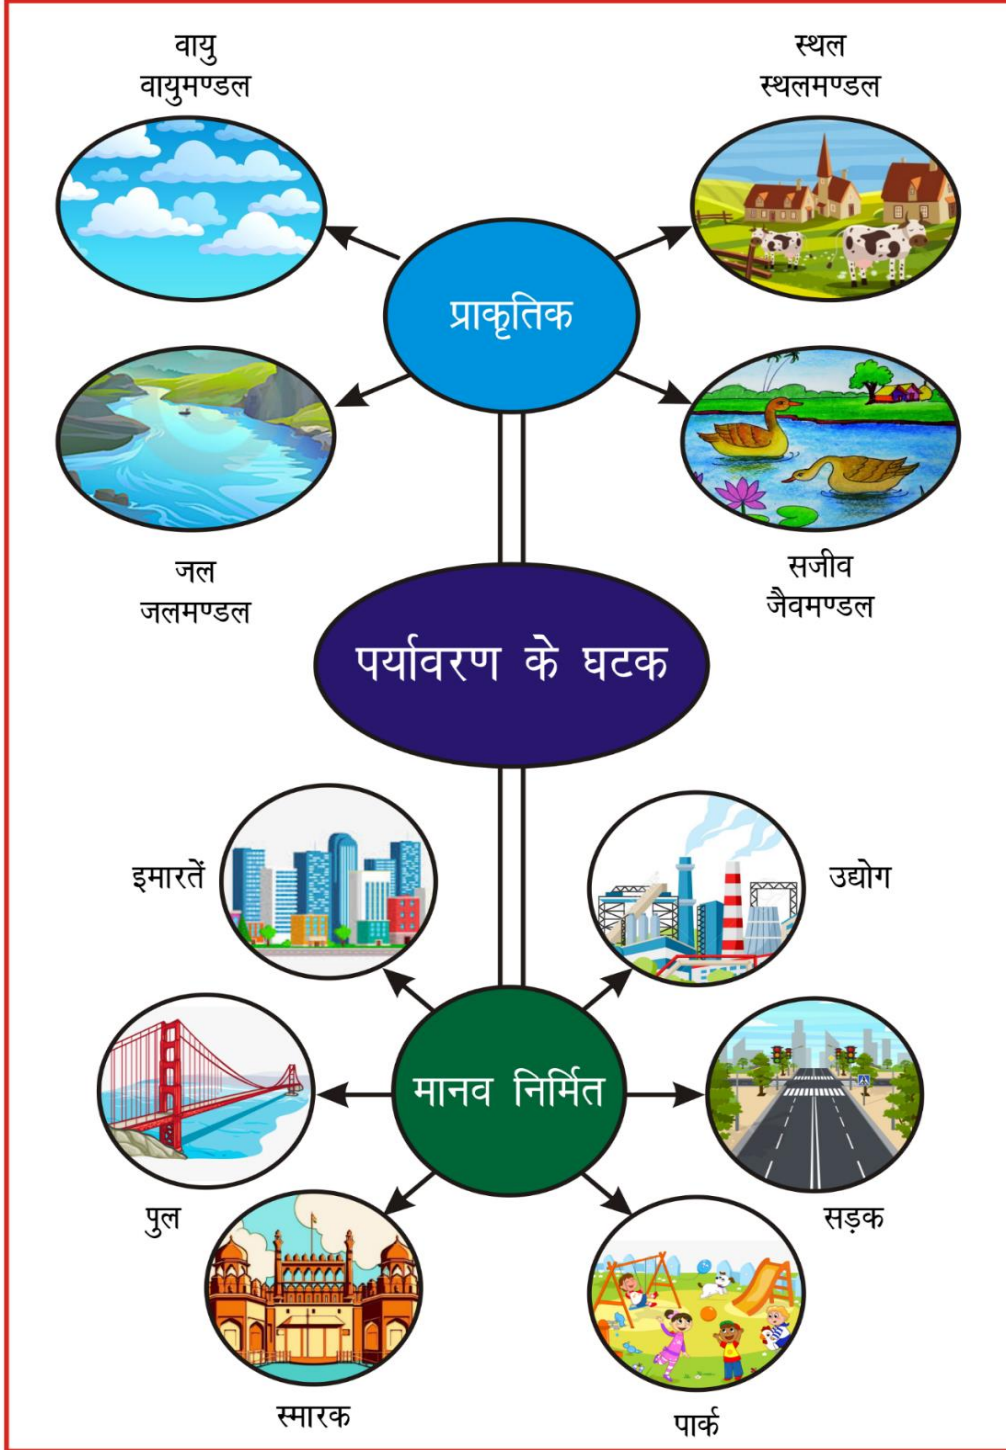 वायु
वायुमण्डल
स्थल
स्थलमण्डल
प्राकृतिक
जल
जलमण्डल
सजीव
जैवमण्डल
पर्यावरण के घटक
इमारतें
उद्योग
मानव निर्मित
पुल
सड़क
स्मारक
पार्क